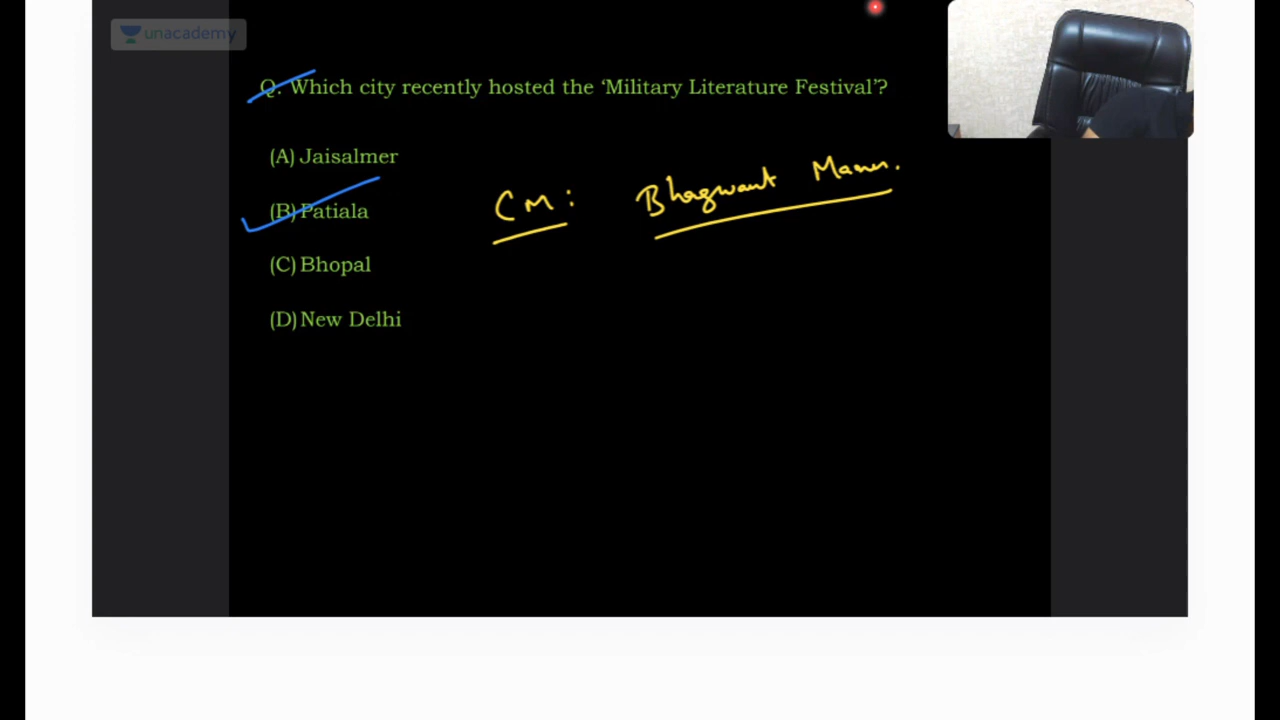 unacademy
Q. Which city recently hosted the ‘Military Literature Festival’?
(A) Jaisalmer
(B) Patiala
(C) Bhopal
(D) New Delhi
CM: Bhagwant Mann.